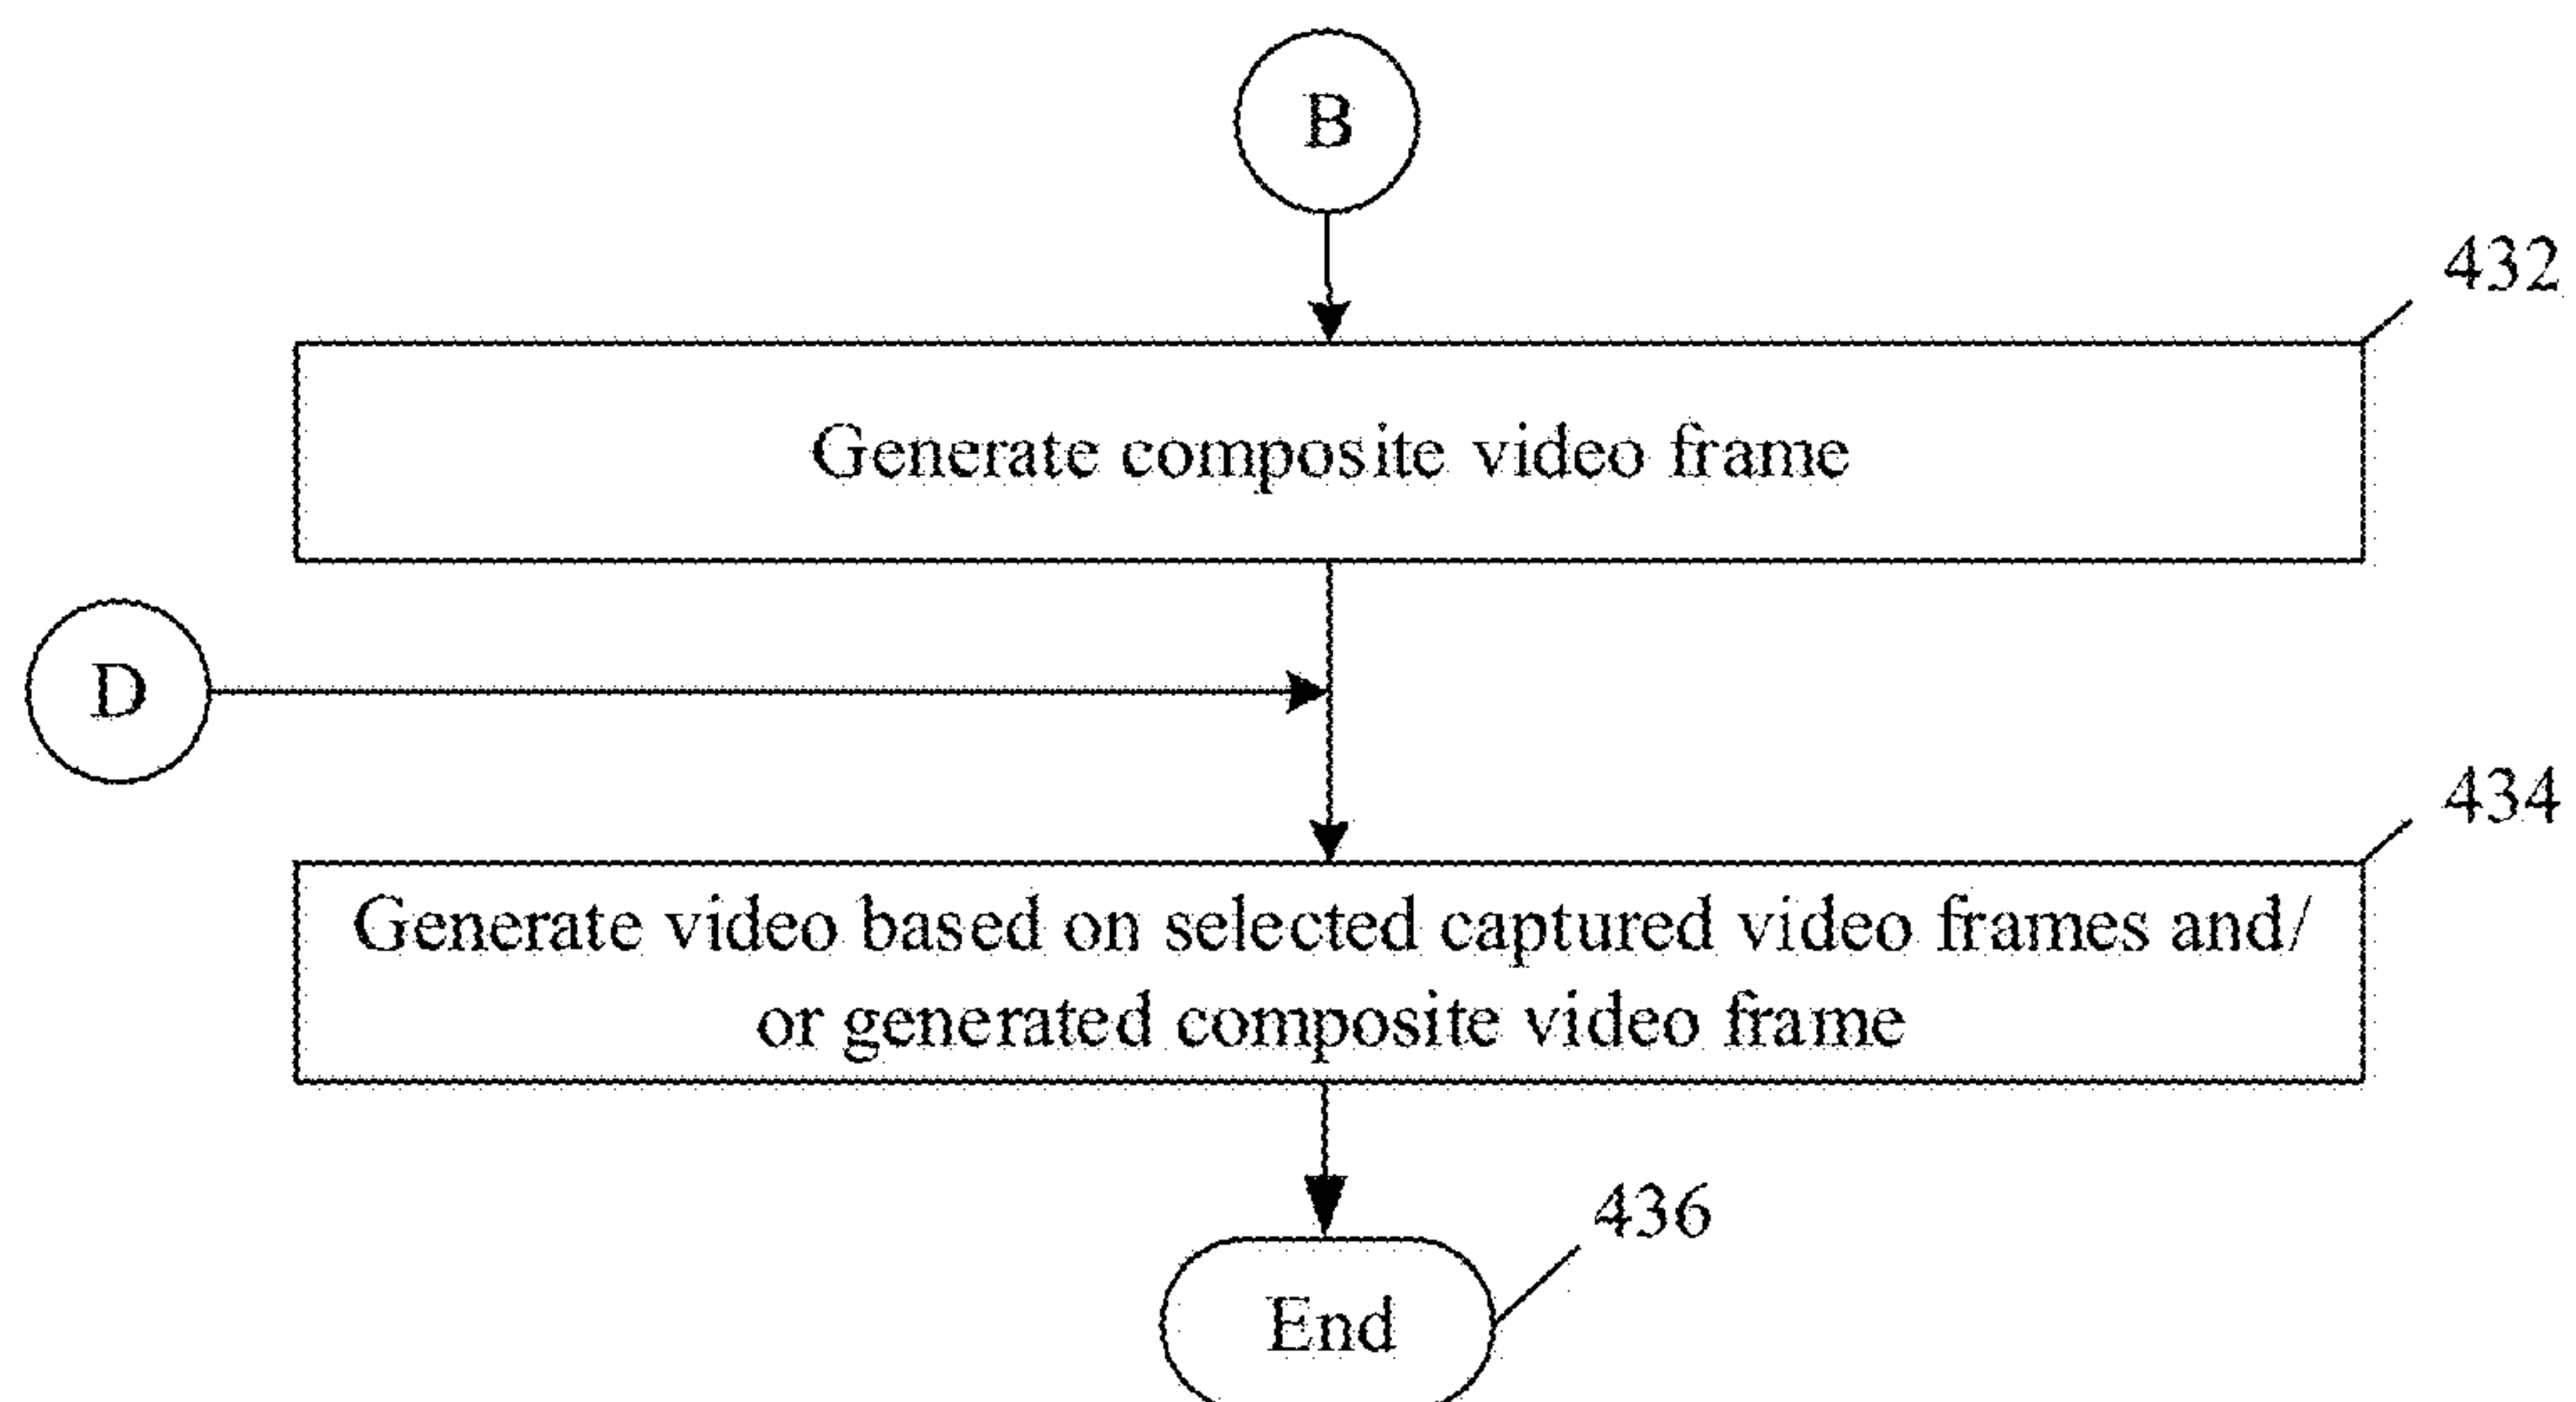 B
432
Generate composite video frame
D
434
Generate video based on selected captured video frames and/
or generated composite video frame
436
End